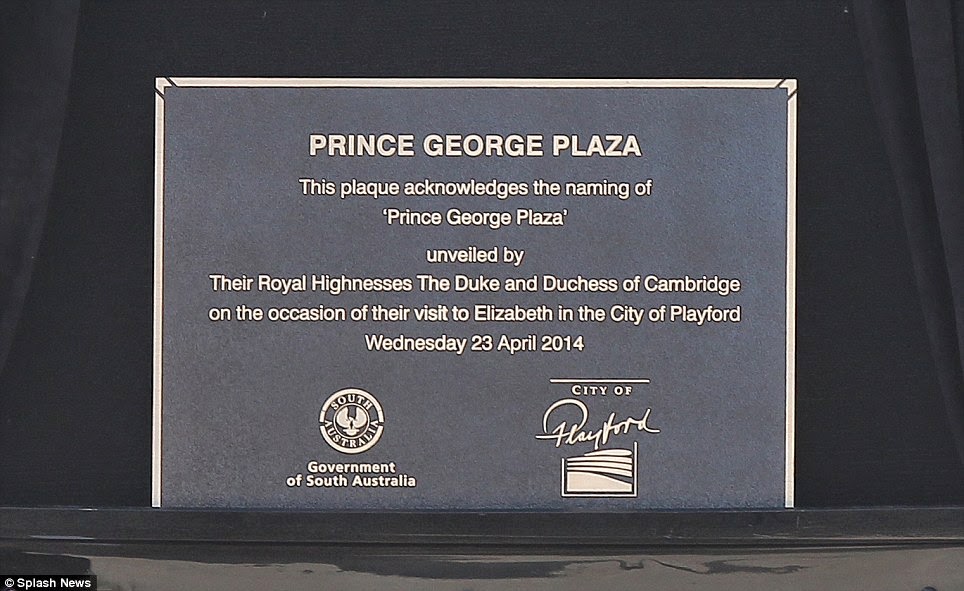 PRINCE GEORGE PLAZA
This plaque acknowledges the naming of
‘Prince George Plaza’
unveiled by
Their Royal Highnesses The Duke and Duchess of Cambridge
on the occasion of their visit to Elizabeth in the City of Playford
Wednesday 23 April 2014
SOUTH AUSTRALIA
Government
of South Australia
CITY OF
Playford
© Splash News